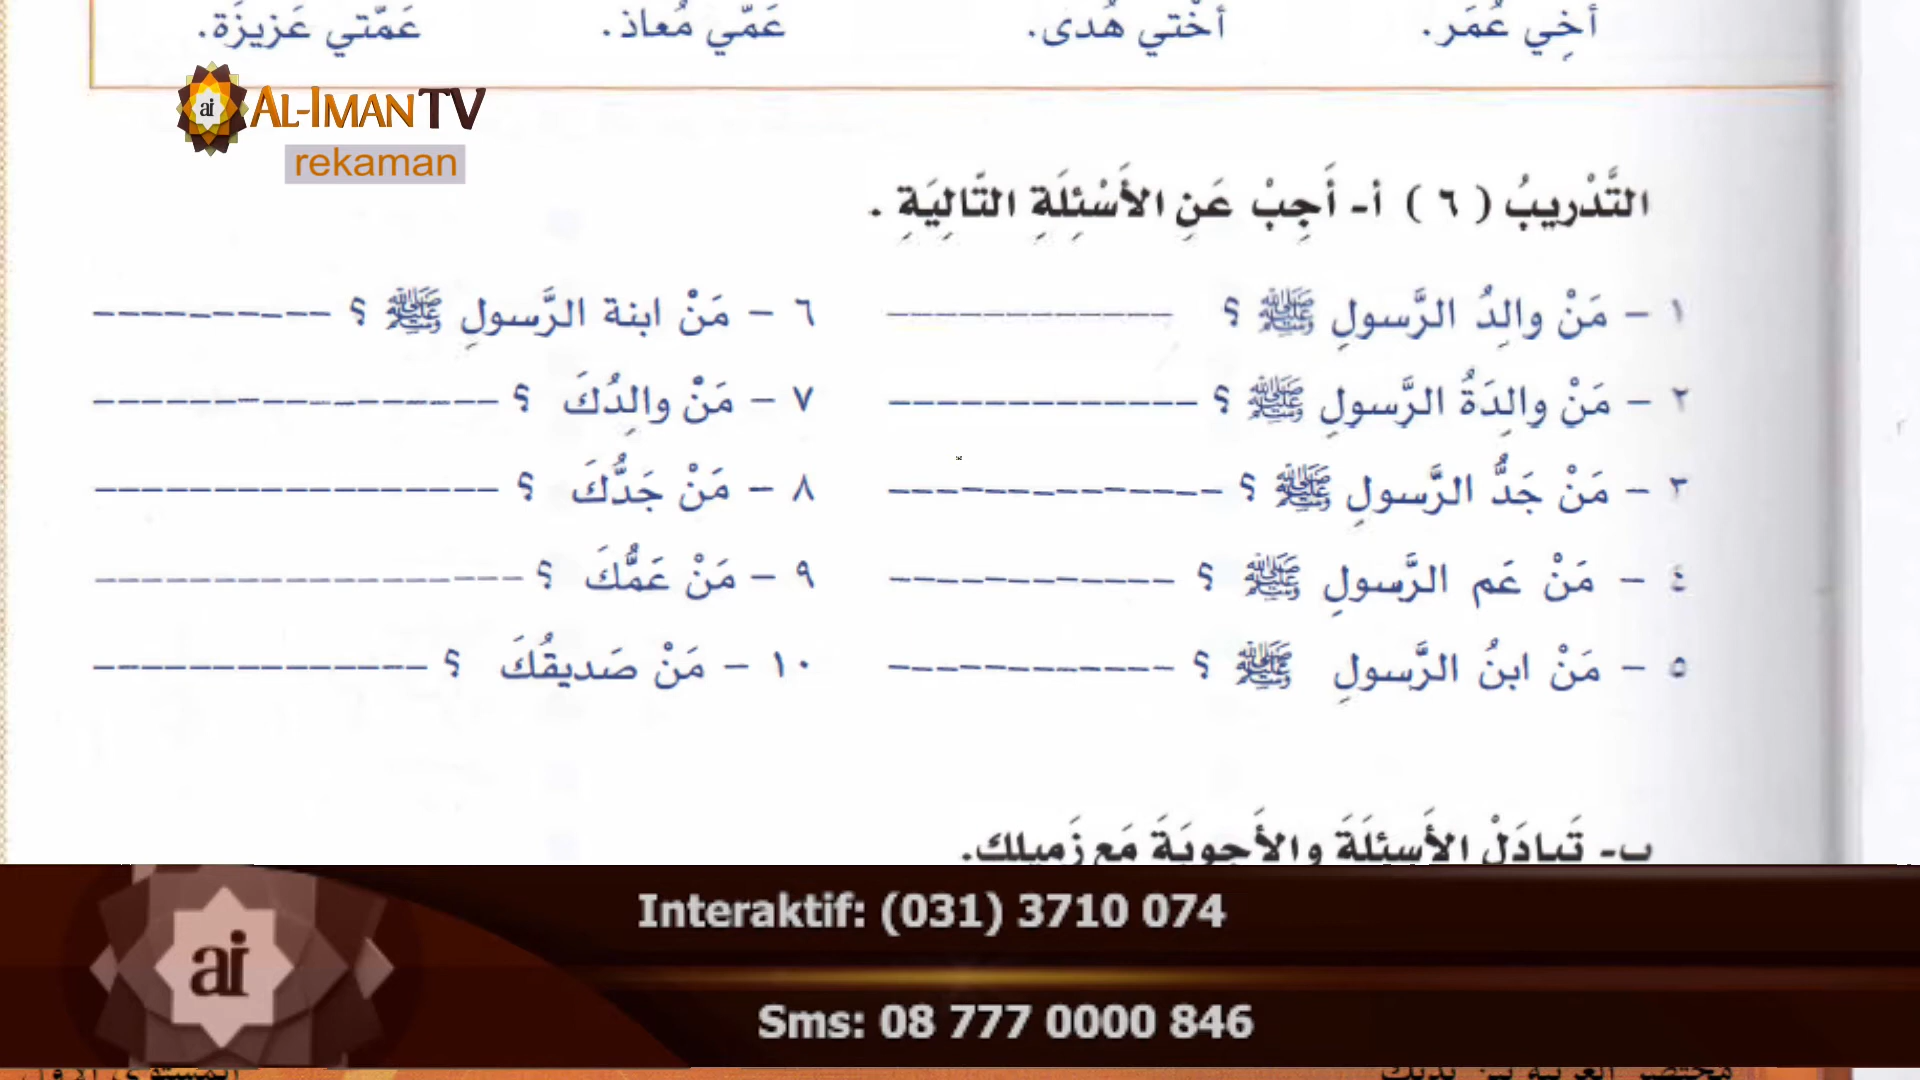 أخِي عُمَر. أخْتي هُدى. عَمّي مُعاذ. عَمّتي عَزيزَة.
AL-IMAN TV
rekaman
التَّدْريبُ ( ٦ ) أ- أَجِبْ عَنِ الأَسْئِلَةِ التَّالِيَةِ .
١ – مَنْ والِدُ الرَّسولِ ﷺ ؟ ------------
٢ – مَنْ والِدَةُ الرَّسولِ ﷺ ؟ -------------
٣ – مَنْ جَدُّ الرَّسولِ ﷺ ؟ --------------
٤ – مَنْ عَم الرَّسولِ ﷺ ؟ ------------
٥ – مَنْ ابنُ الرَّسولِ ﷺ ؟ ------------
٦ – مَنْ ابنة الرَّسولِ ﷺ ؟ ----------
٧ – مَنْ والِدُكَ ؟ -----------------
٨ – مَنْ جَدُّكَ ؟ -----------------
٩ – مَنْ عَمُّكَ ؟ ------------------
١٠ – مَنْ صَديقُكَ ؟ --------------
ب- تَبادَلْ الأَسئِلَةَ والأَجوبَةَ مَع زَميلك.
ai
Interaktif: (031) 3710 074
Sms: 08 777 0000 846